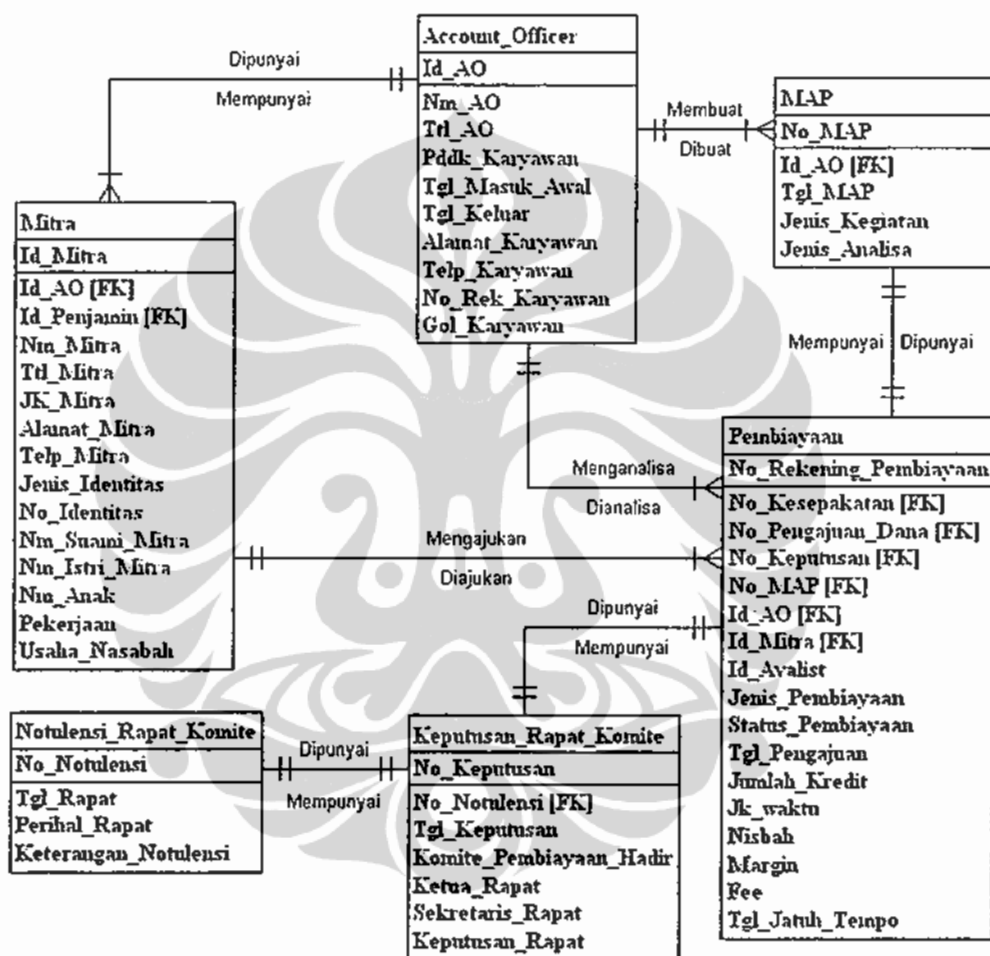 Account_Officer
Id_AO
Nm_AO
Ttl_AO
Pddk_Karyawan
Tgl_Masuk_Awal
Tgl_Keluar
Alamat_Karyawan
Telp_Karyawan
No_Rek_Karyawan
Gol_Karyawan
Dipunyai
Mempunyai
Membuat
Dibuat
MAP
No_MAP
Id_AO [FK]
Tgl_MAP
Jenis_Kegiatan
Jenis_Analisa
Mitra
Id_Mitra
Id_AO [FK]
Id_Penjamin [FK]
Nm_Mitra
Ttl_Mitra
JK_Mitra
Alamat_Mitra
Telp_Mitra
Jenis_Identitas
No_Identitas
Nm_Suami_Mitra
Nm_Istri_Mitra
Nm_Anak
Pekerjaan
Usaha_Nasabah
Mempunyai
Dipunyai
Menganalisa
Dianalisa
Mengajukan
Diajukan
Dipunyai
Mempunyai
Pembiayaan
No_Rekening_Pembiayaan
No_Kesepakatan [FK]
No_Pengajuan_Dana [FK]
No_Keputusan [FK]
No_MAP [FK]
Id_AO [FK]
Id_Mitra [FK]
Id_Avalist
Jenis_Pembiayaan
Status_Pembiayaan
Tgl_Pengajuan
Jumlah_Kredit
Jk_waktu
Nisbah
Margin
Fee
Tgl_Jatuh_Tempo
Notulensi_Rapat_Komite
No_Notulensi
Tgl_Rapat
Perihal_Rapat
Keterangan_Notulensi
Dipunyai
Mempunyai
Keputusan_Rapat_Komite
No_Keputusan
No_Notulensi [FK]
Tgl_Keputusan
Komite_Pembiayaan_Hadir
Ketua_Rapat
Sekretaris_Rapat
Keputusan_Rapat